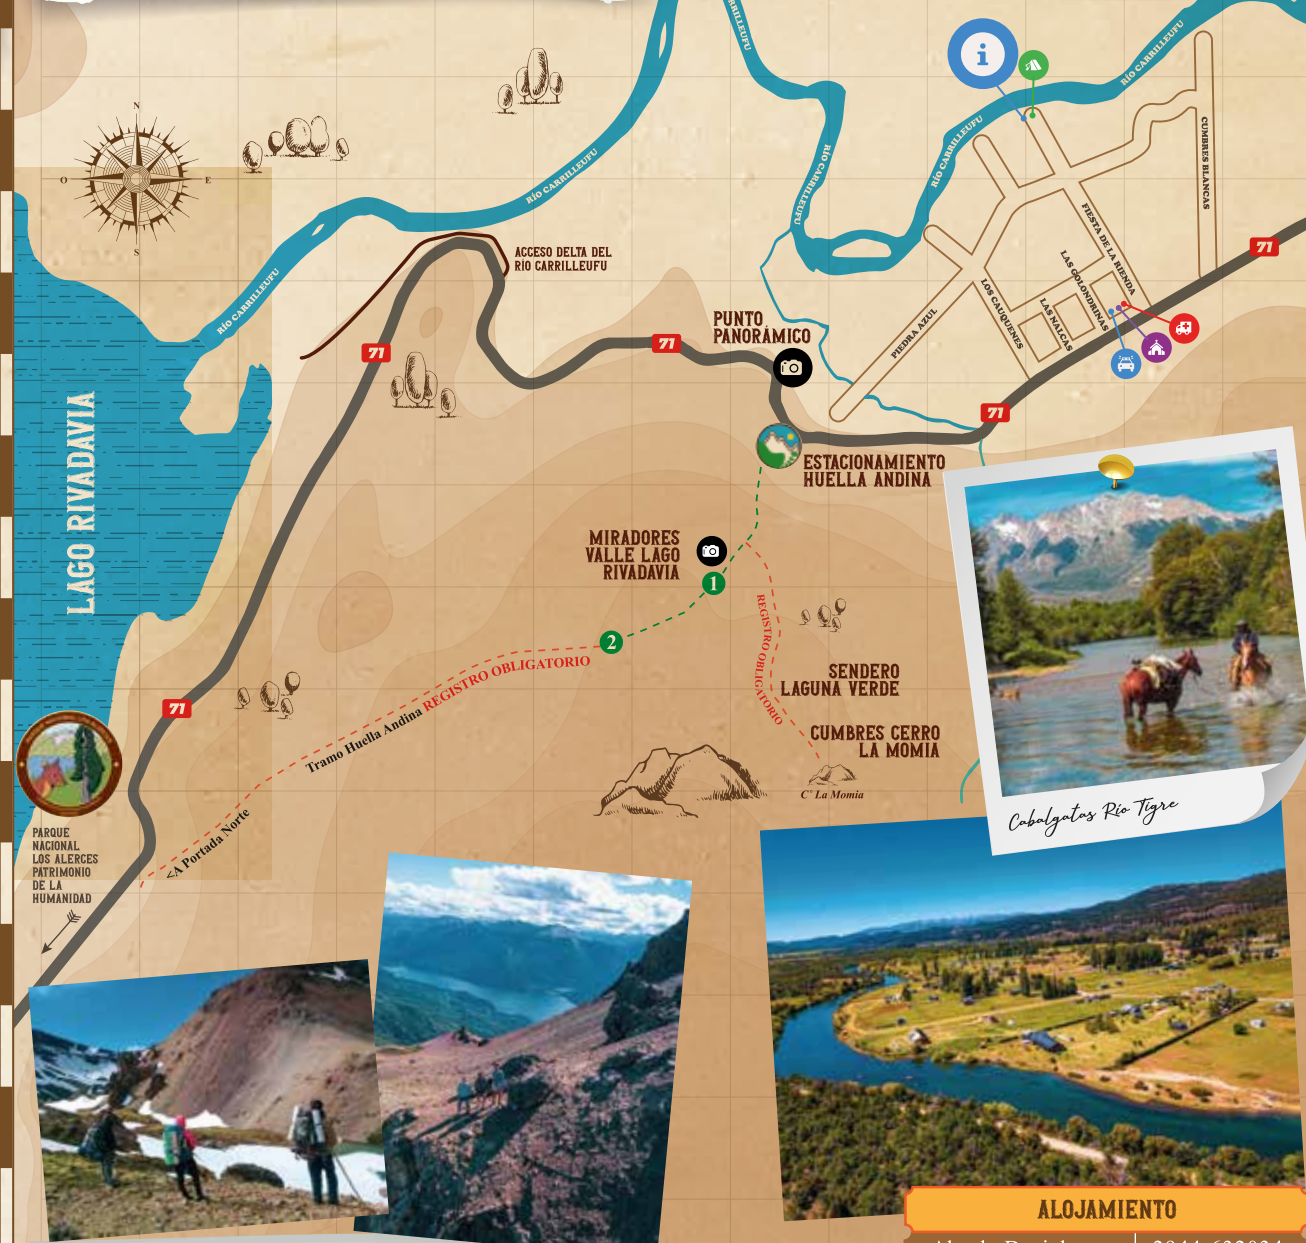 RÍO CARRILLEUFU
CARRILLEUFU
RÍO CARRILLEUFU
RÍO CARRILLEUFU
RÍO CARRILLEUFU
RÍO CARRILLEUFU
N
O
E
S
i
CUMBRES BLANCAS
FIESTA DE LA RIENDA
LAS GOLONDRINAS
LAS NALCAS
LOS CAUQUENES
PIEDRA AZUL
ACCESO DELTA DEL
RÍO CARRILLEUFU
71
71
71
71
71
PUNTO
PANORÁMICO
ESTACIONAMIENTO
HUELLA ANDINA
LAGO RIVADAVIA
MIRADORES
VALLE LAGO
RIVADAVIA
1
2
REGISTRO OBLIGATORIO
REGISTRO OBLIGATORIO
Tramo Huella Andina
<A Portada Norte
SENDERO
LAGUNA VERDE
CUMBRES CERRO
LA MOMIA
C° La Momia
PARQUE
NACIONAL
LOS ALERCES
PATRIMONIO
DE LA
HUMANIDAD
Cabalgatas Río Tigre
ALOJAMIENTO